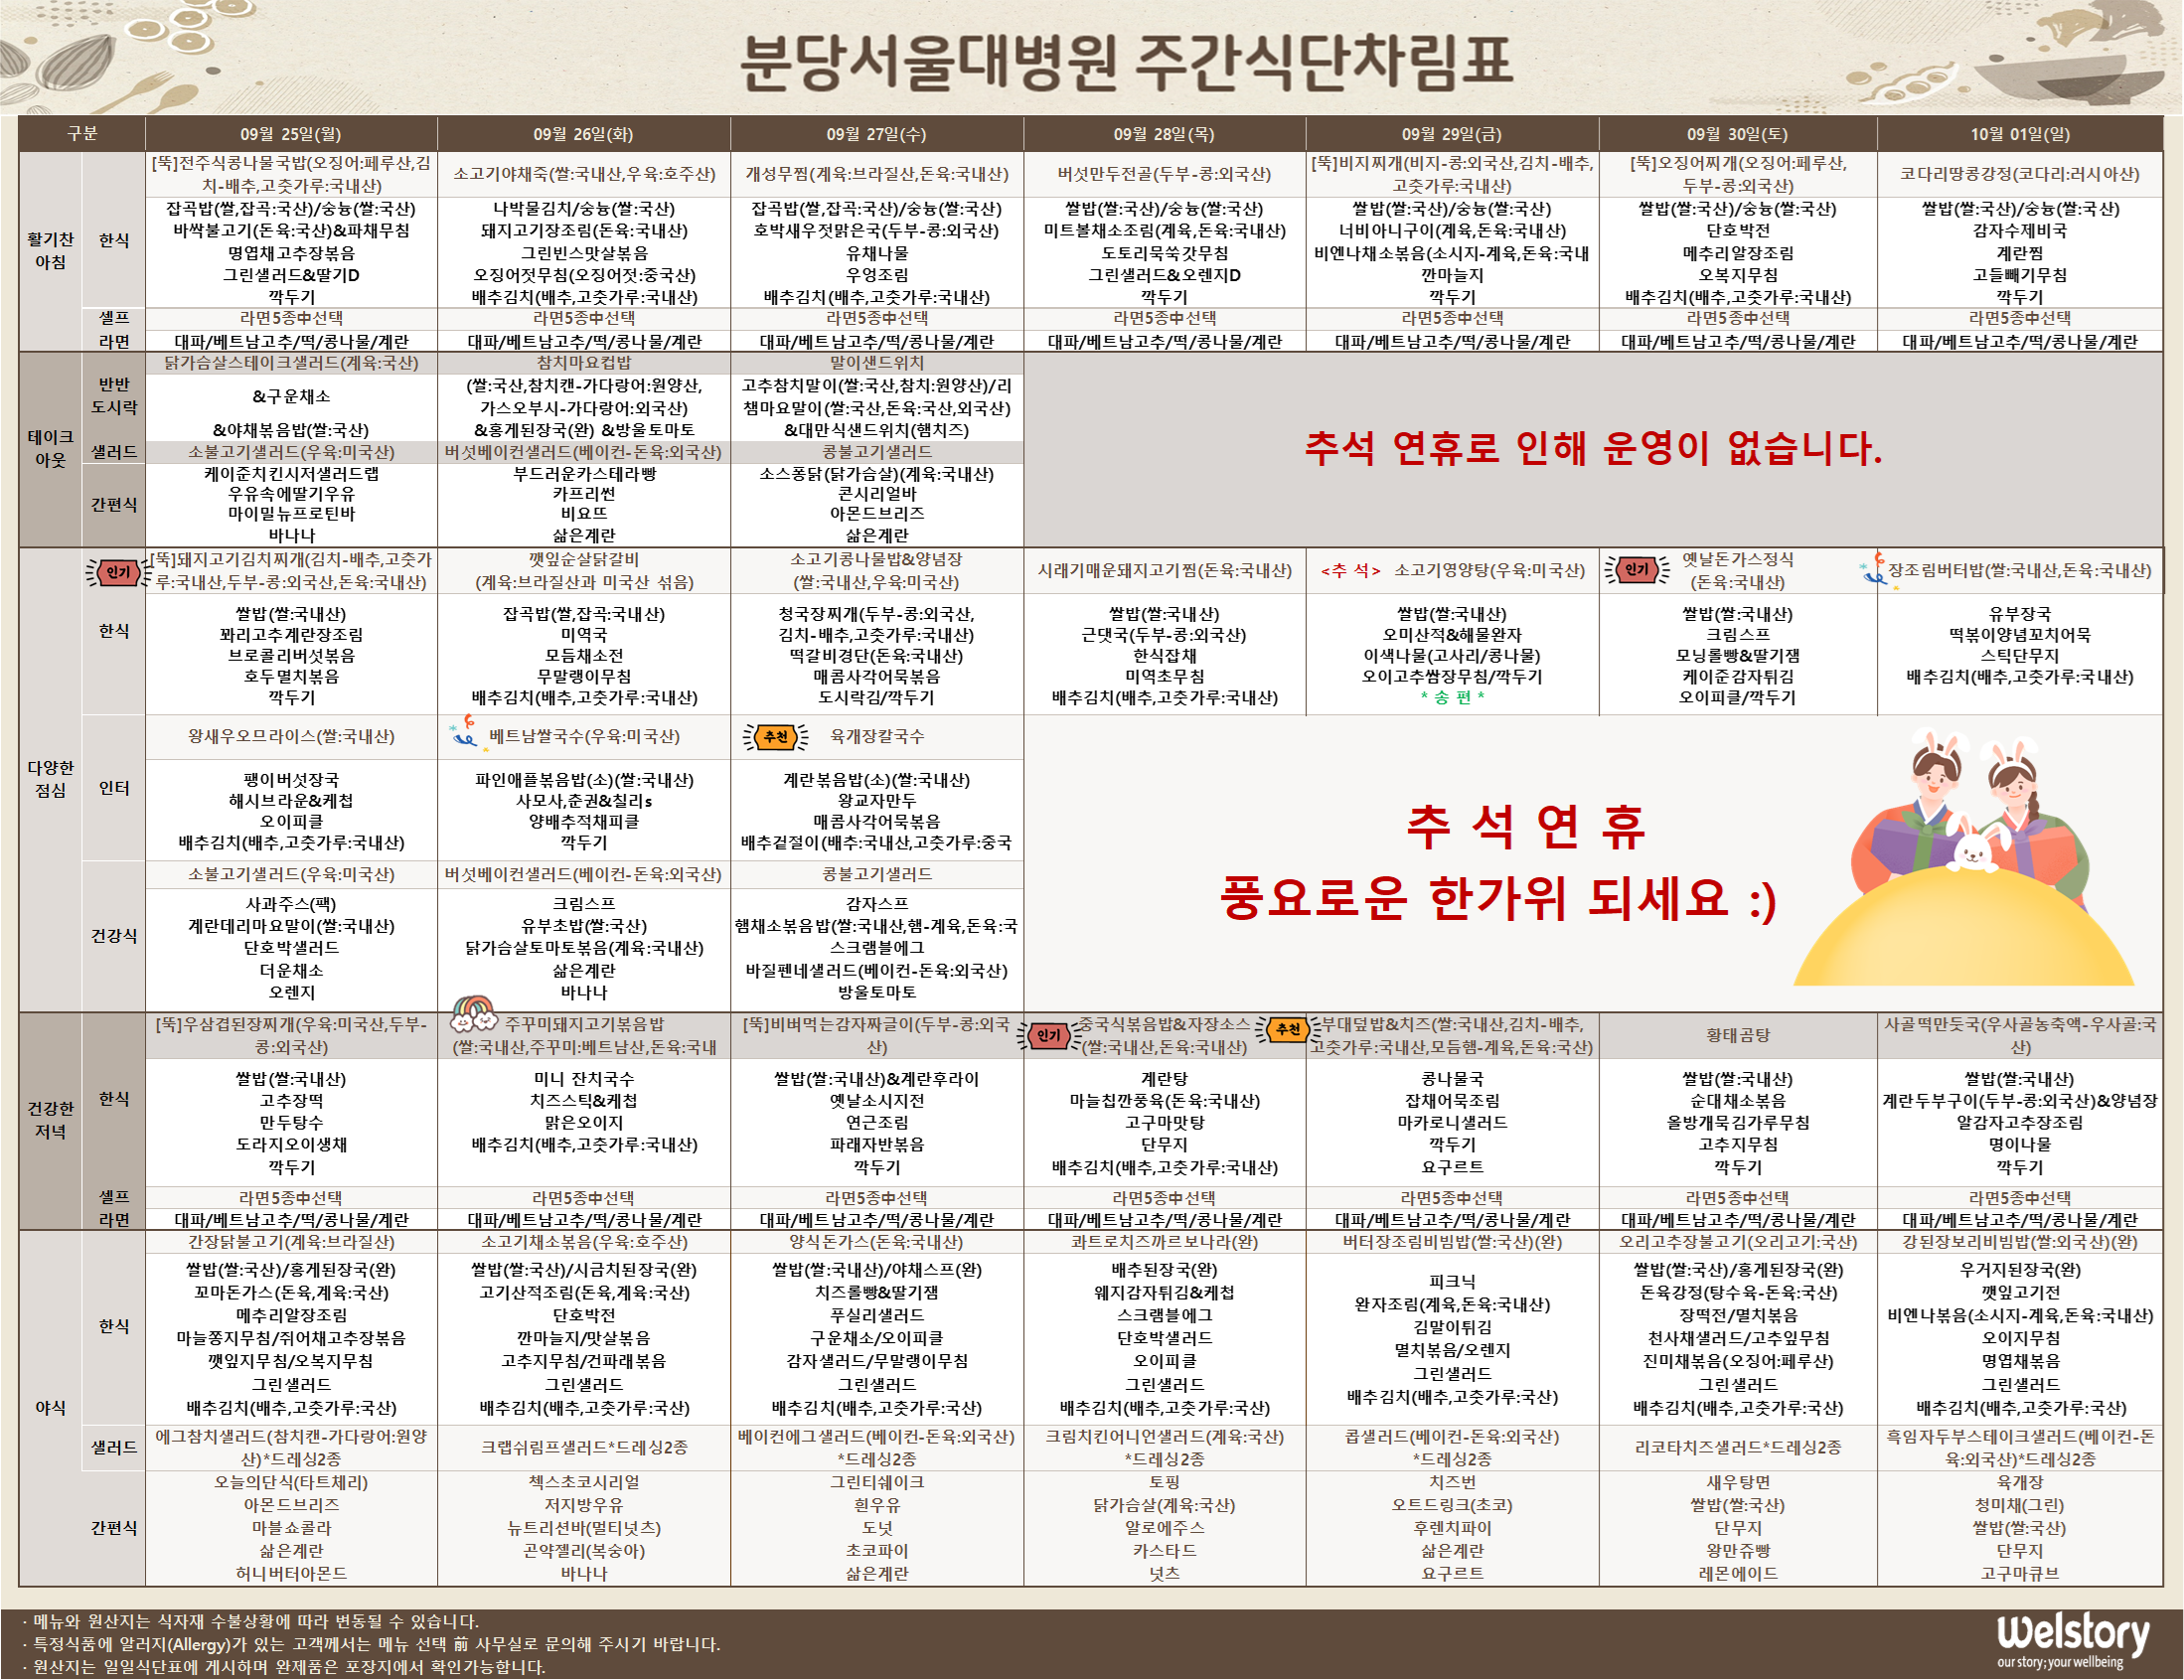 분당서울대병원 주간식단차림표
구분
09월 25일(월)
09월 26일(화)
09월 27일(수)
09월 28일(목)
09월 29일(금)
09월 30일(토)
10월 01일(일)
활기찬
아침
한식
[뚝]전주식콩나물국밥(오징어:페루산,김
치-배추,고춧가루:국내산)
잡곡밥(쌀,잡곡:국산)/숭늉(쌀:국산)
바싹불고기(돈육:국산)&파채무침
명엽채고추장볶음
그린샐러드&딸기D
깍두기
소고기야채죽(쌀:국내산,우육:호주산)
나박물김치/숭늉(쌀:국산)
돼지고기장조림(돈육:국내산)
그린빈스맛살볶음
오징어젓무침(오징어젓:중국산)
배추김치(배추,고춧가루:국내산)
개성무찜(계육:브라질산,돈육:국내산)
잡곡밥(쌀,잡곡:국산)/숭늉(쌀:국산)
호박새우젓맑은국(두부-콩:외국산)
유채나물
우엉조림
배추김치(배추,고춧가루:국내산)
버섯만두전골(두부-콩:외국산)
쌀밥(쌀:국산)/숭늉(쌀:국산)
미트볼채소조림(계육,돈육:국내산)
도토리묵쑥갓무침
그린샐러드&오렌지D
깍두기
[뚝]비지찌개(비지-콩:외국산,김치-배추,
고춧가루:국내산)
쌀밥(쌀:국산)/숭늉(쌀:국산)
너비아니구이(계육,돈육:국내산)
비엔나채소볶음(소시지-계육,돈육:국내
깐마늘지
깍두기
[뚝]오징어찌개(오징어:페루산,
두부-콩:외국산)
쌀밥(쌀:국산)/숭늉(쌀:국산)
단호박전
메추리알장조림
오복지무침
배추김치(배추,고춧가루:국내산)
코다리땅콩강정(코다리:러시아산)
쌀밥(쌀:국산)/숭늉(쌀:국산)
감자수제비국
계란찜
고들빼기무침
깍두기
셀프
라면
라면5종中선택
대파/베트남고추/떡/콩나물/계란
라면5종中선택
대파/베트남고추/떡/콩나물/계란
라면5종中선택
대파/베트남고추/떡/콩나물/계란
라면5종中선택
대파/베트남고추/떡/콩나물/계란
라면5종中선택
대파/베트남고추/떡/콩나물/계란
라면5종中선택
대파/베트남고추/떡/콩나물/계란
라면5종中선택
대파/베트남고추/떡/콩나물/계란
테이크
아웃
반반
도시락
닭가슴살스테이크샐러드(계육:국산)
&구운채소
&야채볶음밥(쌀:국산)
참치마요컵밥
(쌀:국산,참치캔-가다랑어:원양산,
가스오부시-가다랑어:외국산)
&홍게된장국(완) &방울토마토
말이샌드위치
고추참치말이(쌀:국산,참치:원양산)/리
챔마요말이(쌀:국산,돈육:국산,외국산)
&대만식샌드위치(햄치즈)
추석 연휴로 인해 운영이 없습니다.
샐러드
소불고기샐러드(우육:미국산)
버섯베이컨샐러드(베이컨-돈육:외국산)
콩불고기샐러드
간편식
케이준치킨시저샐러드랩
우유속에딸기우유
마이밀뉴프로틴바
바나나
부드러운카스테라빵
카프리썬
비요뜨
삶은계란
소스퐁닭(닭가슴살)(계육:국내산)
콘시리얼바
아몬드브리즈
삶은계란
다양한
점심
한식
인기
[뚝]돼지고기김치찌개(김치-배추,고춧가
루:국내산,두부-콩:외국산,돈육:국내산)
쌀밥(쌀:국내산)
꽈리고추계란장조림
브로콜리버섯볶음
호두멸치볶음
깍두기
깻잎순살닭갈비
(계육:브라질산과 미국산 섞음)
잡곡밥(쌀,잡곡:국내산)
미역국
모듬채소전
무말랭이무침
배추김치(배추,고춧가루:국내산)
소고기콩나물밥&양념장
(쌀:국내산,우육:미국산)
청국장찌개(두부-콩:외국산,
김치-배추,고춧가루:국내산)
떡갈비경단(돈육:국내산)
매콤사각어묵볶음
도시락김/깍두기
시래기매운돼지고기찜(돈육:국내산)
쌀밥(쌀:국내산)
근댓국(두부-콩:외국산)
한식잡채
미역초무침
배추김치(배추,고춧가루:국내산)
<추 석> 소고기영양탕(우육:미국산)
쌀밥(쌀:국내산)
오미산적&해물완자
이색나물(고사리/콩나물)
오이고추쌈장무침/깍두기
* 송 편 *
인기
옛날돈가스정식
(돈육:국내산)
쌀밥(쌀:국내산)
크림스프
모닝롤빵&딸기잼
케이준감자튀김
오이피클/깍두기
장조림버터밥(쌀:국내산,돈육:국내산)
유부장국
떡볶이양념꼬치어묵
스틱단무지
배추김치(배추,고춧가루:국내산)
인터
왕새우오므라이스(쌀:국내산)
팽이버섯장국
해시브라운&케첩
오이피클
배추김치(배추,고춧가루:국내산)
베트남쌀국수(우육:미국산)
파인애플볶음밥(소)(쌀:국내산)
사모사,춘권&칠리s
양배추적채피클
깍두기
추천
육개장칼국수
계란볶음밥(소)(쌀:국내산)
왕교자만두
매콤사각어묵볶음
배추겉절이(배추:국내산,고춧가루:중국
추 석 연 휴
풍요로운 한가위 되세요 :)
건강식
소불고기샐러드(우육:미국산)
사과주스(팩)
계란데리마요말이(쌀:국내산)
단호박샐러드
더운채소
오렌지
버섯베이컨샐러드(베이컨-돈육:외국산)
크림스프
유부초밥(쌀:국산)
닭가슴살토마토볶음(계육:국내산)
삶은계란
바나나
콩불고기샐러드
감자스프
햄채소볶음밥(쌀:국내산,햄-계육,돈육:국
스크램블에그
바질펜네샐러드(베이컨-돈육:외국산)
방울토마토
건강한
저녁
한식
[뚝]우삼겹된장찌개(우육:미국산,두부-
콩:외국산)
쌀밥(쌀:국내산)
고추장떡
만두탕수
도라지오이생채
깍두기
주꾸미돼지고기볶음밥
(쌀:국내산,주꾸미:베트남산,돈육:국내
미니 잔치국수
치즈스틱&케첩
맑은오이지
배추김치(배추,고춧가루:국내산)
[뚝]비벼먹는감자짜글이(두부-콩:외국
산)
쌀밥(쌀:국내산)&계란후라이
옛날소시지전
연근조림
파래자반볶음
깍두기
인기
중국식볶음밥&자장소스
(쌀:국내산,돈육:국내산)
계란탕
마늘칩깐풍육(돈육:국내산)
고구마맛탕
단무지
배추김치(배추,고춧가루:국내산)
추천
부대덮밥&치즈(쌀:국내산,김치-배추,
고춧가루:국내산,모듬햄-계육,돈육:국산)
콩나물국
잡채어묵조림
마카로니샐러드
깍두기
요구르트
황태곰탕
쌀밥(쌀:국내산)
순대채소볶음
올방개묵김가루무침
고추지무침
깍두기
사골떡만둣국(우사골농축액-우사골:국
산)
쌀밥(쌀:국내산)
계란두부구이(두부-콩:외국산)&양념장
알감자고추장조림
명이나물
깍두기
셀프
라면
라면5종中선택
대파/베트남고추/떡/콩나물/계란
라면5종中선택
대파/베트남고추/떡/콩나물/계란
라면5종中선택
대파/베트남고추/떡/콩나물/계란
라면5종中선택
대파/베트남고추/떡/콩나물/계란
라면5종中선택
대파/베트남고추/떡/콩나물/계란
라면5종中선택
대파/베트남고추/떡/콩나물/계란
라면5종中선택
대파/베트남고추/떡/콩나물/계란
야식
한식
간장닭불고기(계육:브라질산)
쌀밥(쌀:국산)/홍게된장국(완)
꼬마돈가스(돈육,계육:국산)
메추리알장조림
마늘쫑지무침/쥐어채고추장볶음
깻잎지무침/오복지무침
그린샐러드
배추김치(배추,고춧가루:국산)
소고기채소볶음(우육:호주산)
쌀밥(쌀:국산)/시금치된장국(완)
고기산적조림(돈육,계육:국산)
단호박전
깐마늘지/맛살볶음
고추지무침/건파래볶음
그린샐러드
배추김치(배추,고춧가루:국산)
양식돈가스(돈육:국내산)
쌀밥(쌀:국내산)/야채스프(완)
치즈롤빵&딸기잼
푸실리샐러드
구운채소/오이피클
감자샐러드/무말랭이무침
그린샐러드
배추김치(배추,고춧가루:국산)
콰트로치즈까르보나라(완)
배추된장국(완)
웨지감자튀김&케첩
스크램블에그
단호박샐러드
오이피클
그린샐러드
배추김치(배추,고춧가루:국산)
버터장조림비빔밥(쌀:국산)(완)
피크닉
완자조림(계육,돈육:국내산)
김말이튀김
멸치볶음/오렌지
그린샐러드
배추김치(배추,고춧가루:국산)
오리고추장불고기(오리고기:국산)
쌀밥(쌀:국산)/홍게된장국(완)
돈육강정(탕수육-돈육:국산)
장떡전/멸치볶음
천사채샐러드/고추잎무침
진미채볶음(오징어:페루산)
그린샐러드
배추김치(배추,고춧가루:국산)
강된장보리비빔밥(쌀:외국산)(완)
우거지된장국(완)
깻잎고기전
비엔나볶음(소시지-계육,돈육:국내산)
오이지무침
명엽채볶음
그린샐러드
배추김치(배추,고춧가루:국산)
샐러드
에그참치샐러드(참치캔-가다랑어:원양
산)*드레싱2종
크랩쉬림프샐러드*드레싱2종
베이컨에그샐러드(베이컨-돈육:외국산)
*드레싱2종
크림치킨어니언샐러드(계육:국산)
*드레싱2종
콥샐러드(베이컨-돈육:외국산)
*드레싱2종
리코타치즈샐러드*드레싱2종
흑임자두부스테이크샐러드(베이컨-돈
육:외국산)*드레싱2종
간편식
오늘의단식(타트체리)
아몬드브리즈
마블쇼콜라
삶은계란
허니버터아몬드
첵스초코시리얼
저지방우유
뉴트리션바(멀티넛츠)
곤약젤리(복숭아)
바나나
그린티쉐이크
흰우유
도넛
초코파이
삶은계란
토핑
닭가슴살(계육:국산)
알로에주스
카스타드
넛츠
치즈번
오트드링크(초코)
후렌치파이
삶은계란
요구르트
새우탕면
쌀밥(쌀:국산)
단무지
왕만쥬빵
레몬에이드
육개장
청미채(그린)
쌀밥(쌀:국산)
단무지
고구마큐브
· 메뉴와 원산지는 식자재 수불상황에 따라 변동될 수 있습니다.
· 특정식품에 알러지(Allergy)가 있는 고객께서는 메뉴 선택 前 사무실로 문의해 주시기 바랍니다.
· 원산지는 일일식단표에 게시하며 완제품은 포장지에서 확인가능합니다.
welstory
our story; your wellbeing